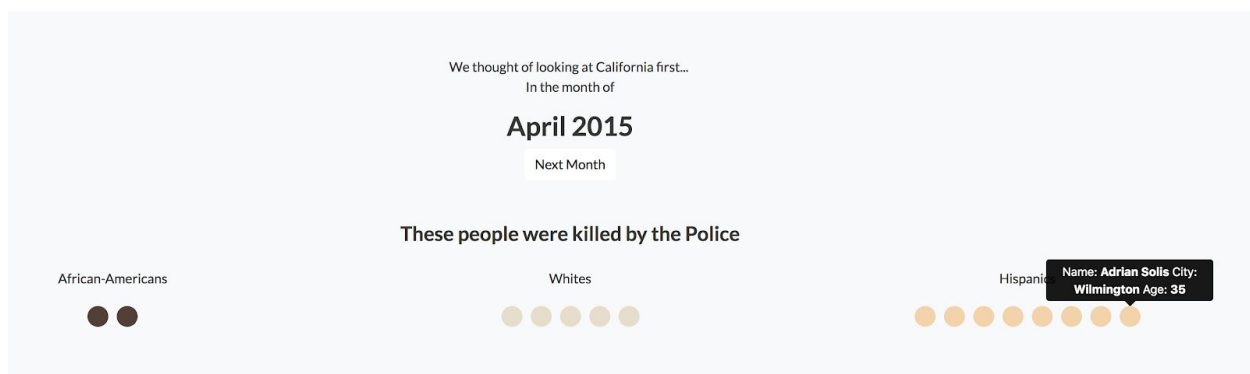 We thought of looking at California first...
In the month of
April 2015
Next Month
These people were killed by the Police
African-Americans
Whites
Hispanic
Name: Adrian Solis City:
Wilmington Age: 35